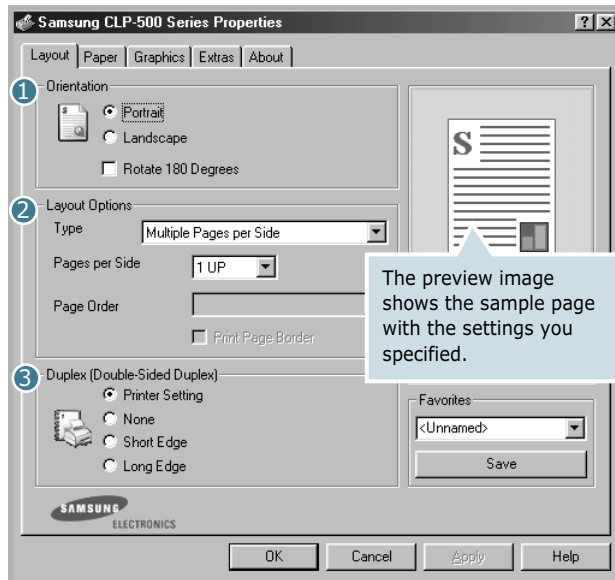 Samsung CLP-500 Series Properties
Layout Paper Graphics Extras About
1
Orientation
Portrait
Landscape
Rotate 180 Degrees
S
2
Layout Options
Type Multiple Pages per Side
Pages per Side 1 UP
Page Order
Print Page Border
The preview image
shows the sample page
with the settings you
specified.
3
Duplex (Double-Sided Duplex)
Printer Setting
None
Short Edge
Long Edge
Favorites
<Unnamed>
Save
SAMSUNG
ELECTRONICS
OK Cancel Apply Help